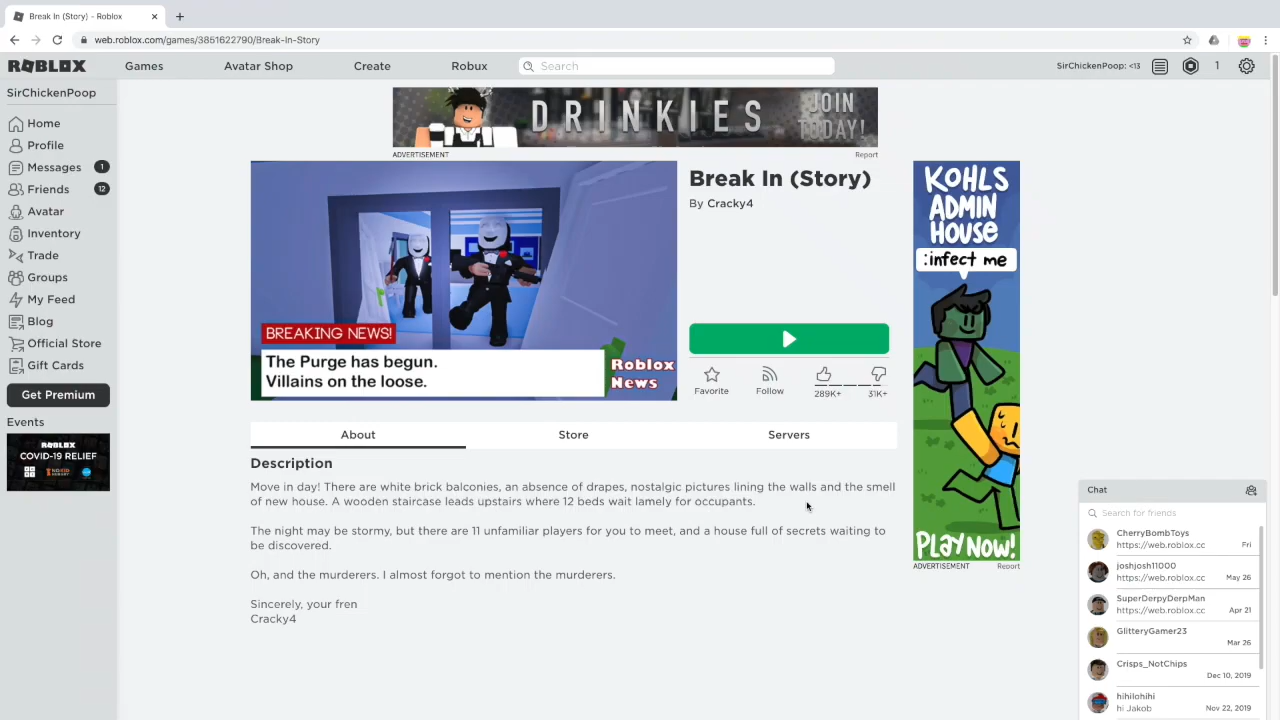 Break In (Story) - Roblox
web.roblox.com/games/3851622790/Break-In-Story
ROBLOX
Games
Avatar Shop
Create
Robux
Search
SirChickenPoop: <13
1
SirChickenPoop
Home
Profile
Messages 1
Friends 12
Avatar
Inventory
Trade
Groups
My Feed
Blog
Official Store
Gift Cards
Get Premium
Events
ROBLOX
COVID-19 RELIEF
DRINKIES
JOIN
TODAY!
ADVERTISEMENT
Report
BREAKING NEWS!
The Purge has begun.
Villains on the loose.
Roblox
News
Break In (Story)
By Cracky4
Favorite
Follow
289K+
31K+
KOHLS
ADMIN
HOUSE
:infect me
PLAY NOW!
ADVERTISEMENT
Report
About
Store
Servers
Description
Move in day! There are white brick balconies, an absence of drapes, nostalgic pictures lining the walls and the smell
of new house. A wooden staircase leads upstairs where 12 beds wait lamely for occupants.
The night may be stormy, but there are 11 unfamiliar players for you to meet, and a house full of secrets waiting to
be discovered.
Oh, and the murderers. I almost forgot to mention the murderers.
Sincerely, your fren
Cracky4
Chat
Search for friends
CherryBombToys
https://web.roblox.cc Fri
joshjosh11000
https://web.roblox.cc May 26
SuperDerpyDerpMan
https://web.roblox.cc Apr 21
GlitteryGamer23
Mar 26
Crisps_NotChips
Dec 10, 2019
hihilohihi
hi Jakob Nov 22, 2019